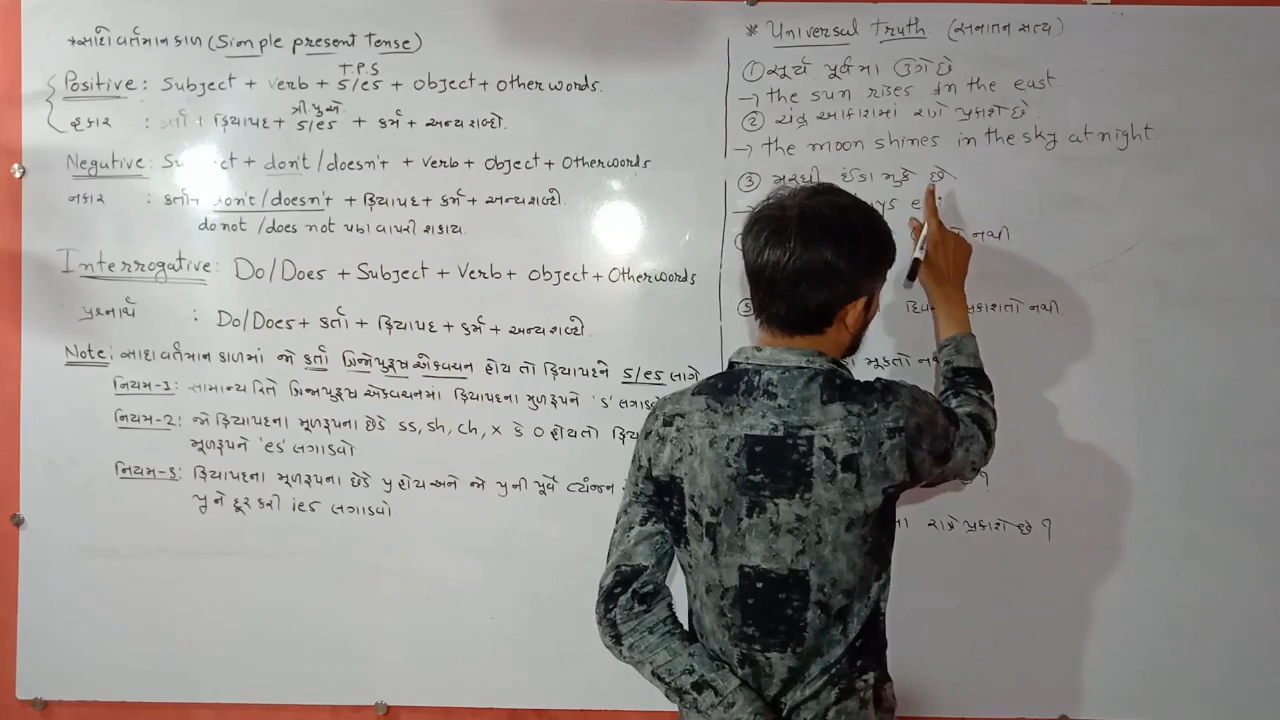 * સાદો વર્તમાનકાળ (Simple present Tense)
T.P.S
Positive: Subject + verb + s/es + object + Other words.
ત્રી.પુ.એ
હકાર : કર્તા + ક્રિયાપદ + s/es + કર્મ + અન્ય શબ્દો.
Negutive: + don't/doesn't + verb + Object + Otherwords
નકાર : કર્તા+ don't/doesn't + ક્રિયાપદ + કર્મ + અન્યશબ્દો.
do not /does not પણ વાપરી શકાય.
Interrogative: Do/Does + Subject + Verb + object + Otherwords
પ્રશ્નાર્થ : Do/Does + કર્તા + ક્રિયાપદ + કર્મ + અન્ય શબ્દો.
Note: સાદા વર્તમાન કાળમાં જો કર્તા ત્રિજોપુરુષ એકવચન હોય તો ક્રિયાપદને s/es લાગે
નિયમ-1: સામાન્ય રિતે ત્રિજોપુરૂષ એકવચનમાં ક્રિયાપદના મુળરૂપને 's'
નિયમ-2: જો ક્રિયાપદના મૂળરૂપના છેડે ss, sh, ch, x કે o હોય તો
મૂળરૂપને 'es' લગાડવો
નિયમ-3: ક્રિયાપદના મૂળરૂપના છેડે y હોય અને જો y ની પૂર્વે વ્યંજન
y ને દૂર કરી ies લગાડવો.
* Universal truth. (સનાતન સત્ય)
① સૂર્ય પૂર્વમાં ઉગે છે
→ the sun rises in the east.
② ચંદ્ર આકાશમાં રાત્રે પ્રકાશે છે.
→ the moon shines in the sky at night.
③ મરઘી ઈંડા મુકે છે
નથી
પ્રકાશતો નથી.
મૂકતો
રાત્રે પ્રકાશે છે ?